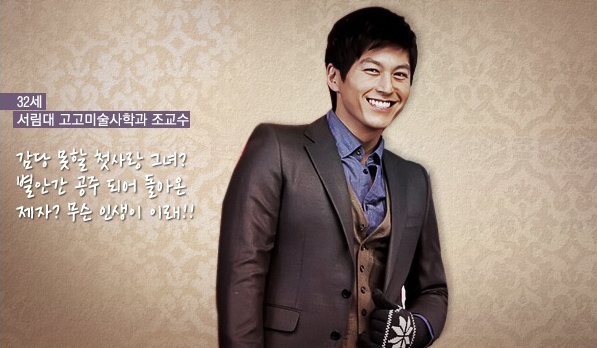 32세
서림대 고고미술사학과 조교수
감당 못할 첫사랑 그녀?
별안간 공주 되어 돌아온
제자? 무슨 인생이 이래!!